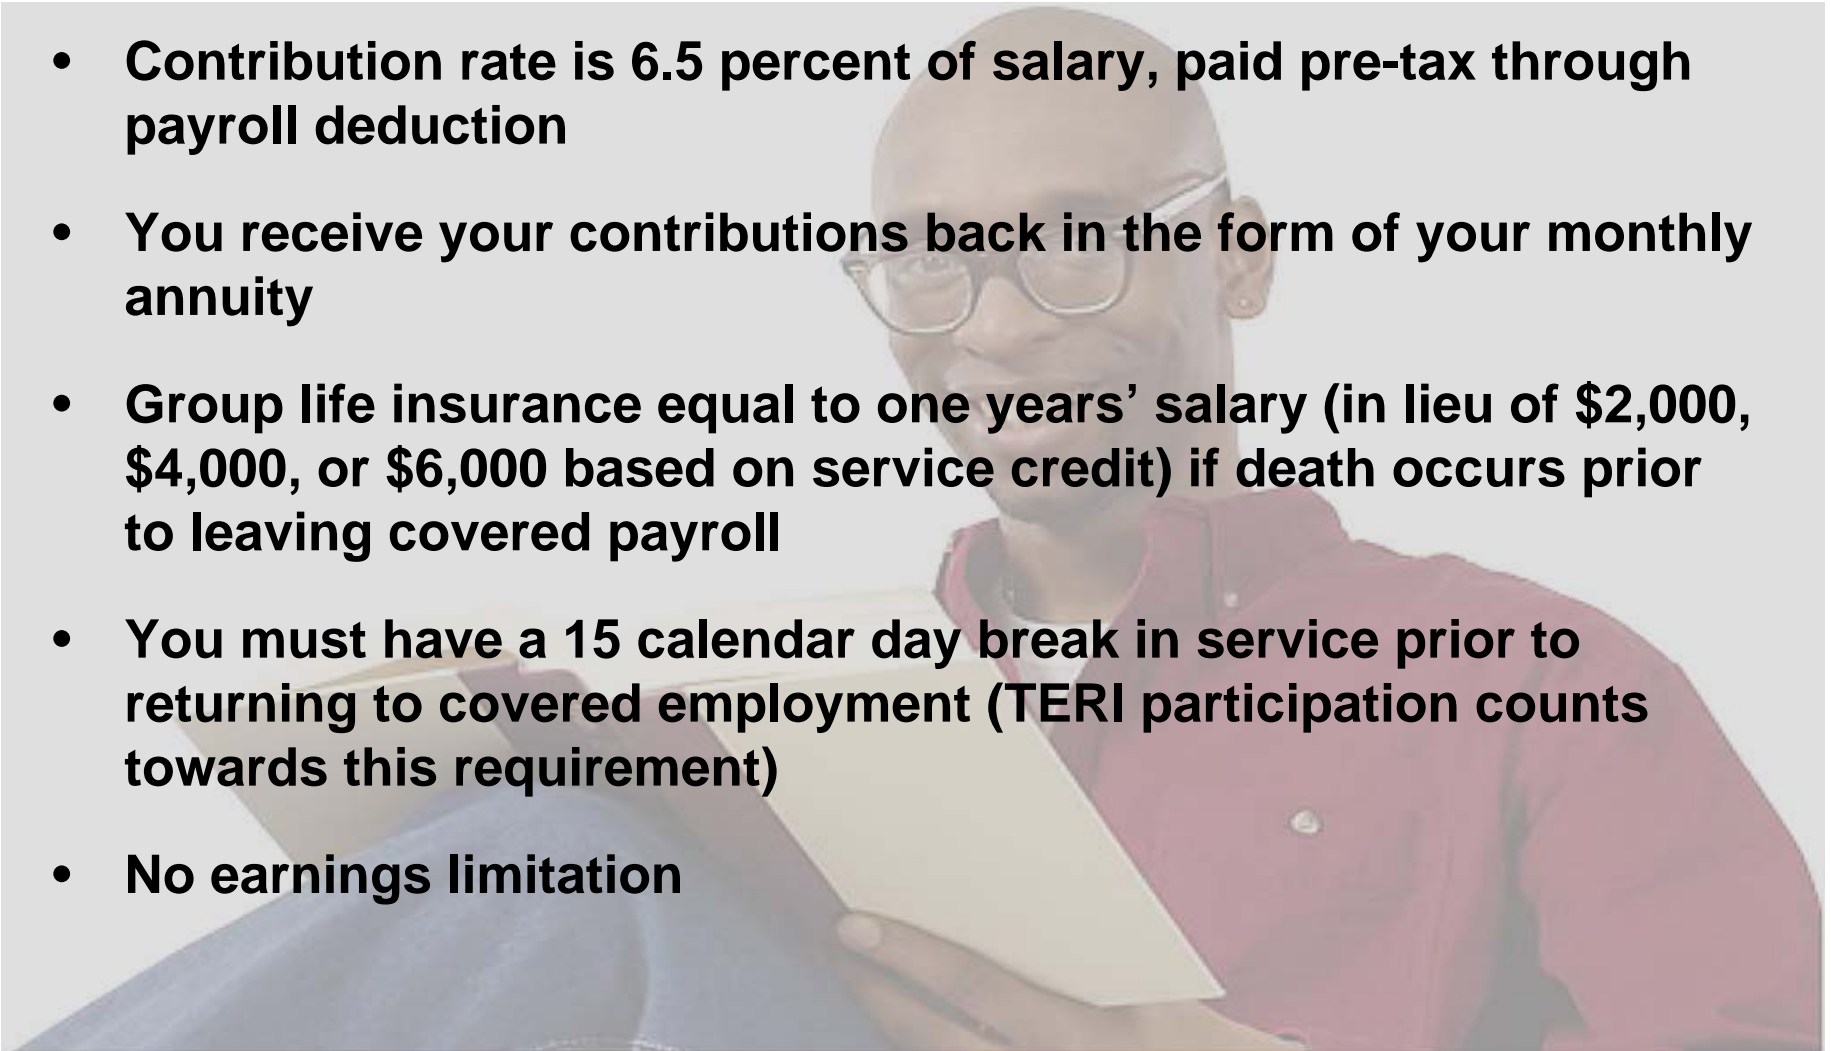 • Contribution rate is 6.5 percent of salary, paid pre-tax through
payroll deduction
• You receive your contributions back in the form of your monthly
annuity
• Group life insurance equal to one years’ salary (in lieu of $2,000,
$4,000, or $6,000 based on service credit) if death occurs prior
to leaving covered payroll
• You must have a 15 calendar day break in service prior to
returning to covered employment (TERI participation counts
towards this requirement)
• No earnings limitation